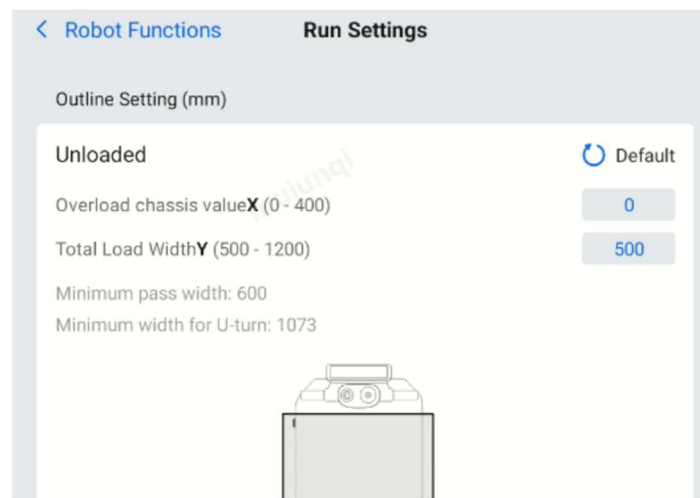 Robot Functions Run Settings
Outline Setting (mm)
Unloaded Default
Overload chassis valueX (0 - 400) 0
Total Load WidthY (500 - 1200) 500
Minimum pass width: 600
Minimum width for U-turn: 1073